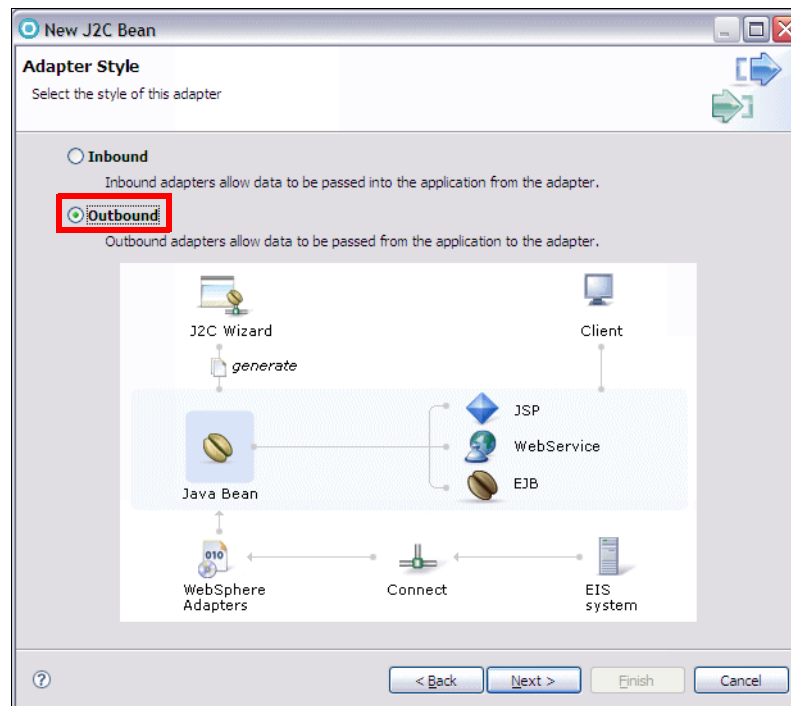 New J2C Bean
Adapter Style
Select the style of this adapter
Inbound
Inbound adapters allow data to be passed into the application from the adapter.
Outbound
Outbound adapters allow data to be passed from the application to the adapter.
J2C Wizard
Client
generate
JSP
WebService
EJB
Java Bean
010
WebSphere
Adapters
Connect
EIS
system
?
< Back
Next >
Finish
Cancel